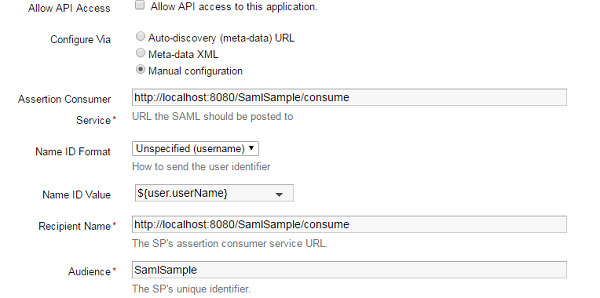 Allow API Access Allow API access to this application.
Configure Via Auto-discovery (meta-data) URL
Meta-data XML
Manual configuration
Assertion Consumer http://localhost:8080/SamlSample/consume
Service* URL the SAML should be posted to
Name ID Format Unspecified (username)
How to send the user identifier
Name ID Value ${user.userName}
Recipient Name* http://localhost:8080/SamlSample/consume
The SP's assertion consumer service URL.
Audience* SamlSample
The SP's unique identifier.